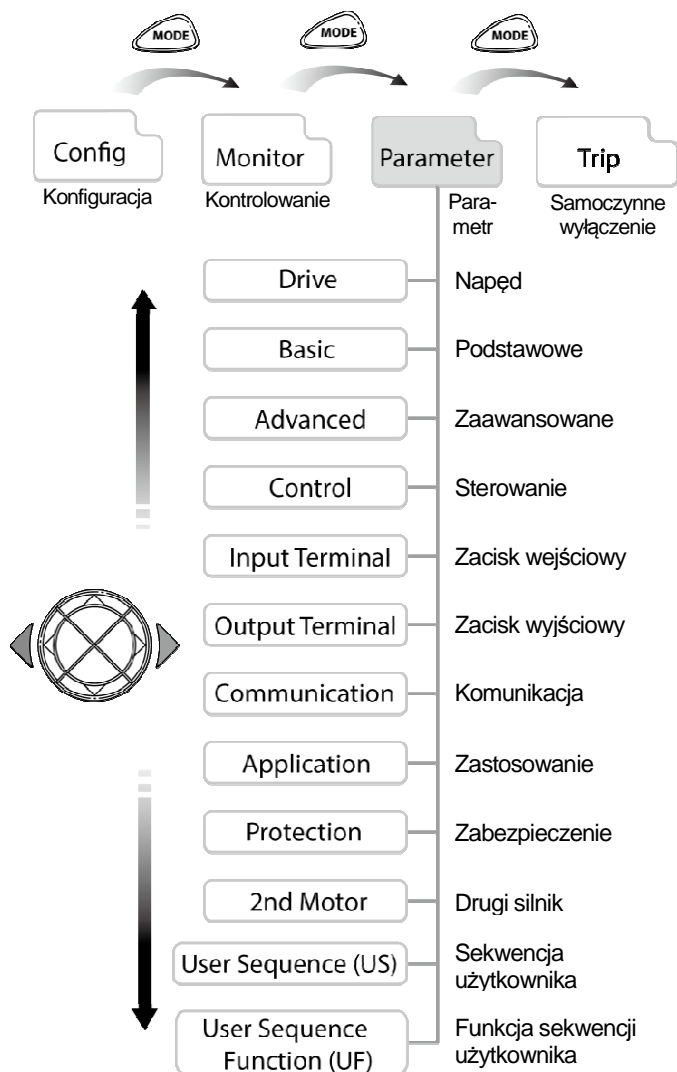 MODE
MODE
MODE
Config
Monitor
Parameter
Trip
Konfiguracja
Kontrolowanie
Para-
metr
Samoczynne
wyłączenie
Drive
Napęd
Basic
Podstawowe
Advanced
Zaawansowane
Control
Sterowanie
Input Terminal
Zacisk wejściowy
Output Terminal
Zacisk wyjściowy
Communication
Komunikacja
Application
Zastosowanie
Protection
Zabezpieczenie
2nd Motor
Drugi silnik
User Sequence (US)
Sekwencja
użytkownika
User Sequence
Function (UF)
Funkcja sekwencji
użytkownika